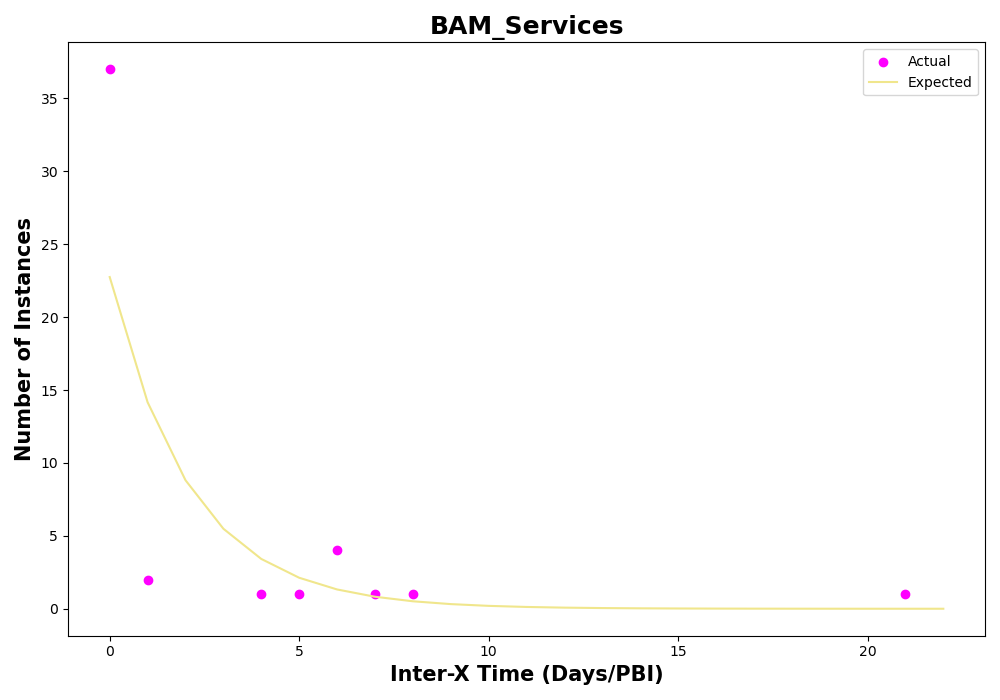 BAM_Services
Actual
Expected
Number of Instances
35
30
25
20
15
10
5
0
0 5 10 15 20
Inter-X Time (Days/PBI)